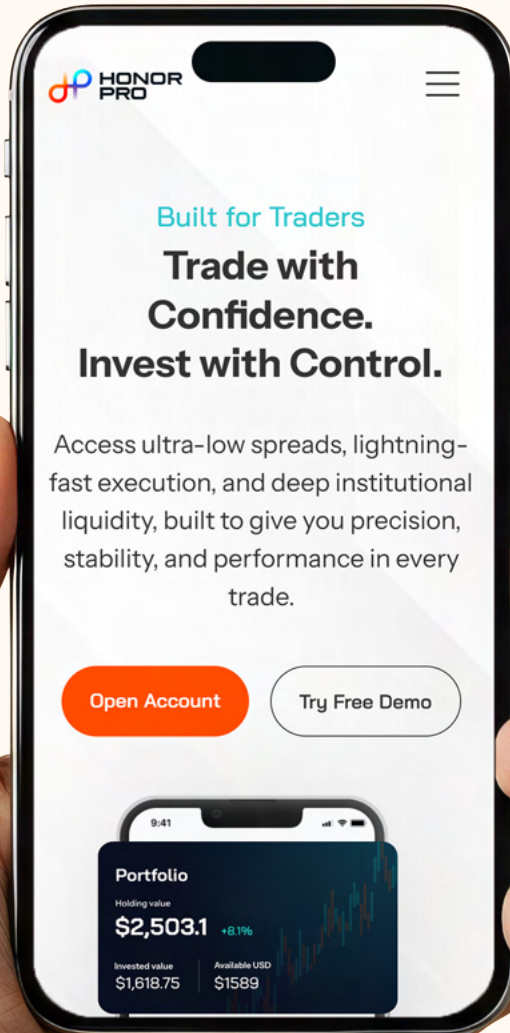 HONOR
PRO
Built for Traders
Trade with
Confidence.
Invest with Control.
Access ultra-low spreads, lightning-
fast execution, and deep institutional
liquidity, built to give you precision,
stability, and performance in every
trade.
Open Account
Try Free Demo
9:41
Portfolio
Holding value
$2,503.1 +8.1%
Invested value Available USD
$1,618.75 $1589